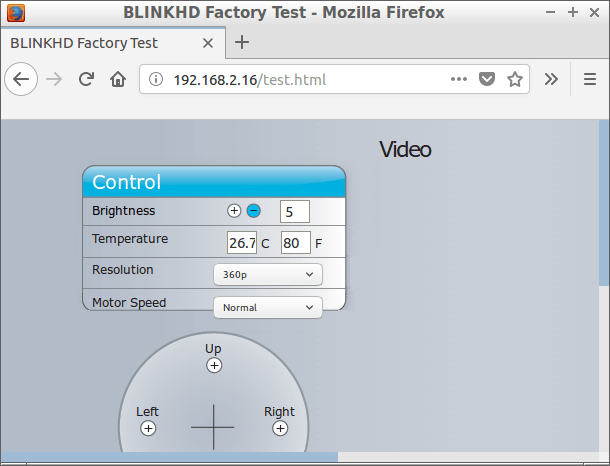 BLINKHD Factory Test - Mozilla Firefox
BLINKHD Factory Test
192.168.2.16/test.html
Video
Control
Brightness 5
Temperature 26.7 C 80 F
Resolution 360p
Motor Speed Normal
Up
Left Right